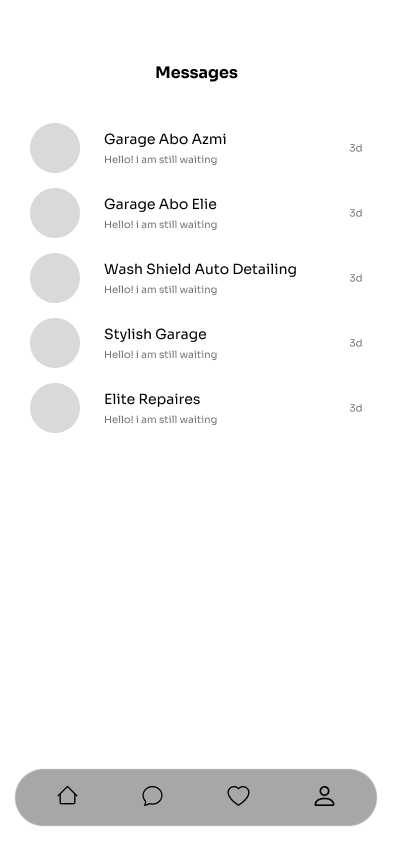 Messages
Garage Abo Azmi
Hello! i am still waiting
3d
Garage Abo Elie
Hello! i am still waiting
3d
Wash Shield Auto Detailing
Hello! i am still waiting
3d
Stylish Garage
Hello! i am still waiting
3d
Elite Repaires
Hello! i am still waiting
3d